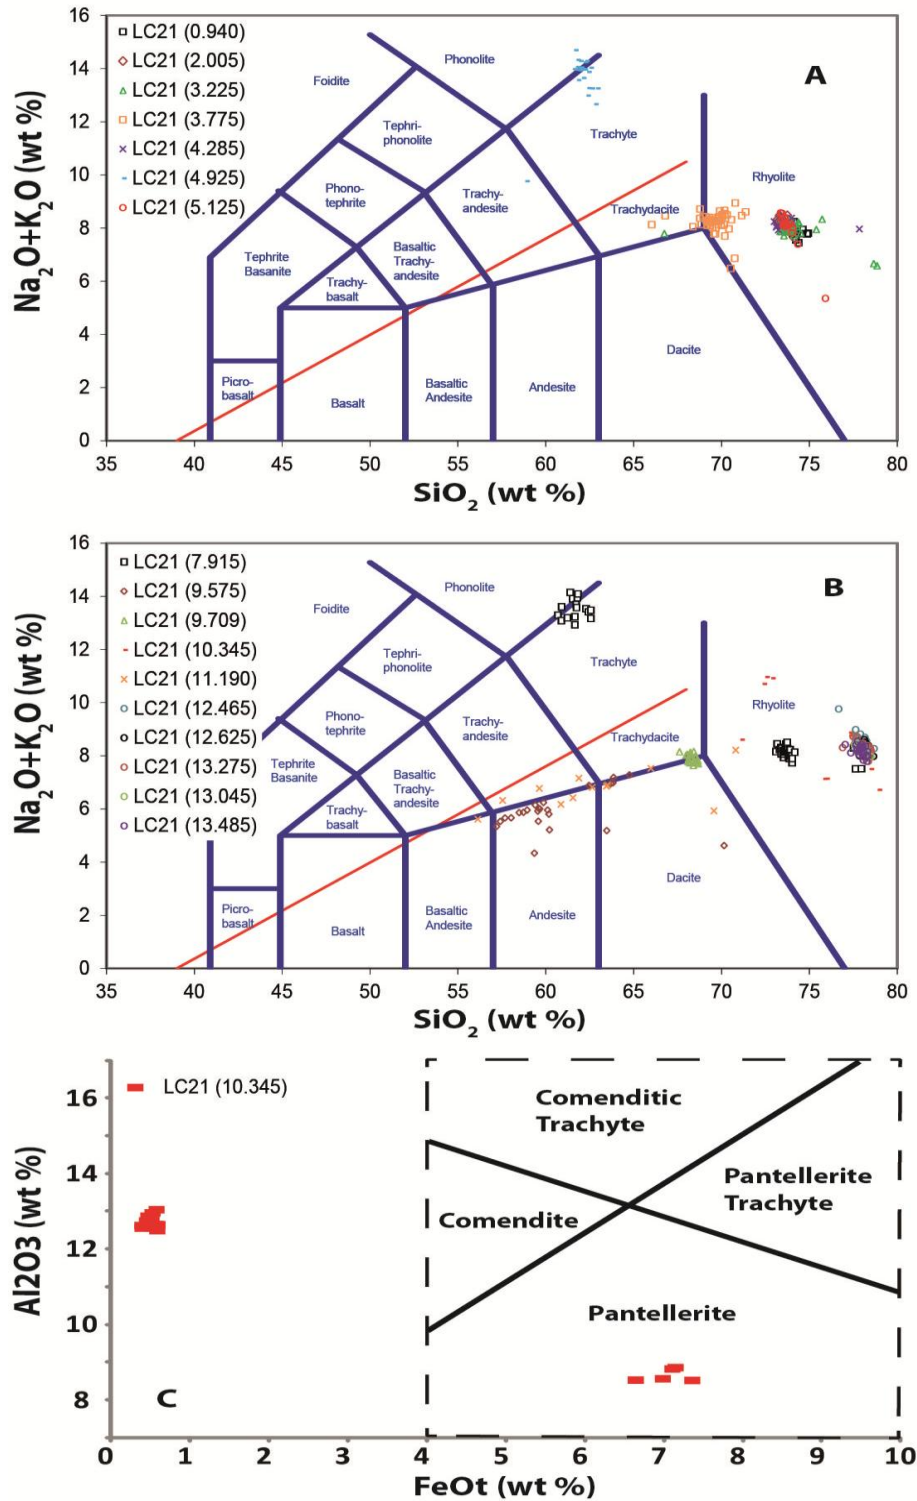 A
LC21 (0.940)
LC21 (2.005)
LC21 (3.225)
LC21 (3.775)
LC21 (4.285)
LC21 (4.925)
LC21 (5.125)
Foidite
Phonolite
Tephri-
phonolite
Trachyte
Phono-
tephrite
Trachy-
andesite
Trachydacite
Rhyolite
Tephrite
Basanite
Basaltic
Trachy-
andesite
Trachy-
basalt
Picro-
basalt
Basalt
Basaltic
Andesite
Andesite
Dacite
Na2O+K2O (wt %)
16
14
12
10
8
6
4
2
0
35 40 45 50 55 60 65 70 75 80
SiO2 (wt %)
B
LC21 (7.915)
LC21 (9.575)
LC21 (9.709)
LC21 (10.345)
LC21 (11.190)
LC21 (12.465)
LC21 (12.625)
LC21 (13.275)
LC21 (13.045)
LC21 (13.485)
Foidite
Phonolite
Tephri-
phonolite
Trachyte
Phono-
tephrite
Trachy-
andesite
Trachydacite
Rhyolite
Tephrite
Basanite
Basaltic
Trachy-
andesite
Trachy-
basalt
Picro-
basalt
Basalt
Basaltic
Andesite
Andesite
Dacite
Na2O+K2O (wt %)
16
14
12
10
8
6
4
2
0
35 40 45 50 55 60 65 70 75 80
SiO2 (wt %)
LC21 (10.345)
Comenditic
Trachyte
Pantellerite
Trachyte
Comendite
Pantellerite
C
Al2O3 (wt %)
16
14
12
10
8
0 1 2 3 4 5 6 7 8 9 10
FeOt (wt %)